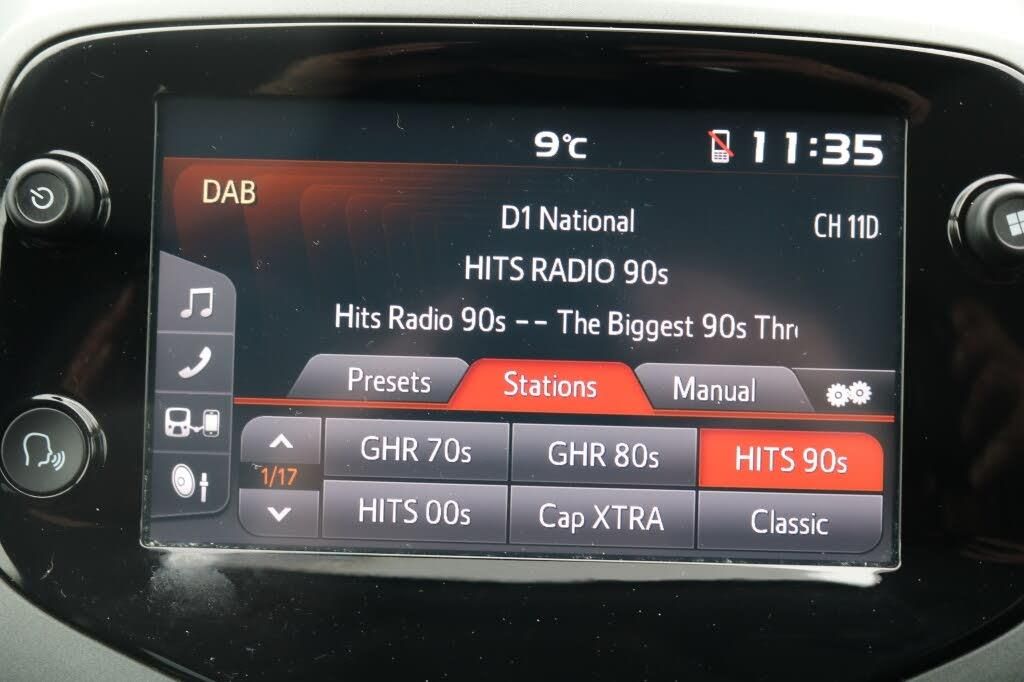 9°C 11:35
DAB
D1 National CH 11D
HITS RADIO 90s
Hits Radio 90s -- The Biggest 90s Thr
Presets Stations Manual
GHR 70s GHR 80s HITS 90s
1/17
HITS 00s Cap XTRA Classic